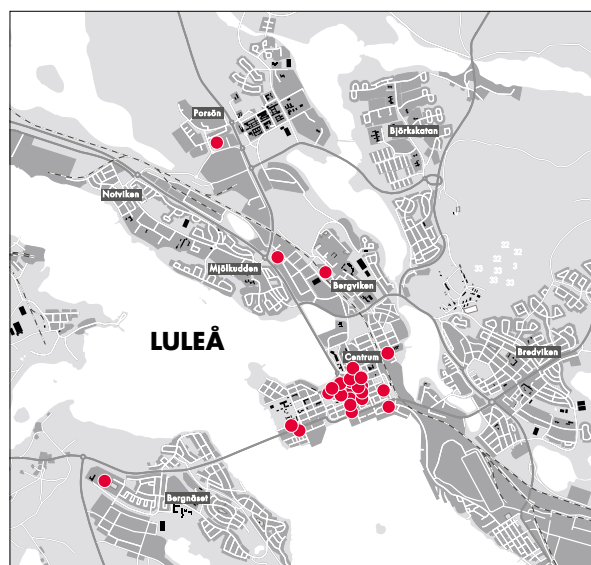 Porsön
Björkskatan
Notviken
Mjölkudden
Bergviken
LULEÅ
Centrum
Bredviken
Bergnäset